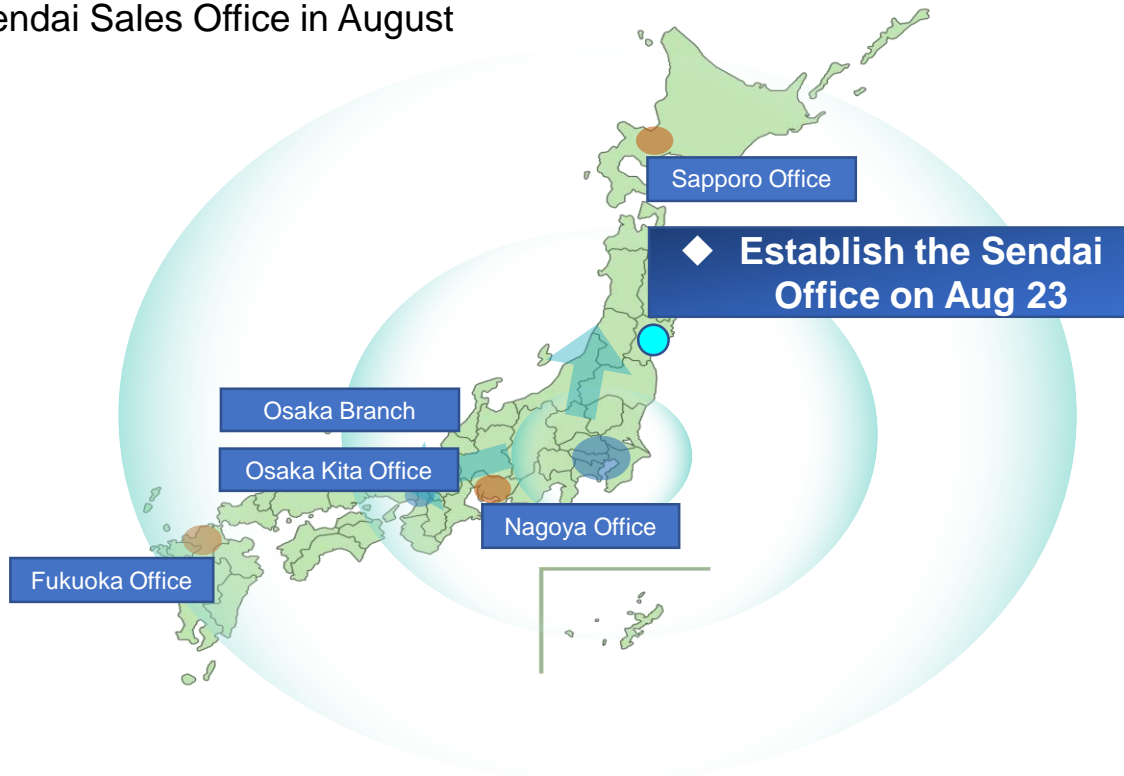 endai Sales Office in August
Sapporo Office
◆ Establish the Sendai
Office on Aug 23
Osaka Branch
Osaka Kita Office
Nagoya Office
Fukuoka Office